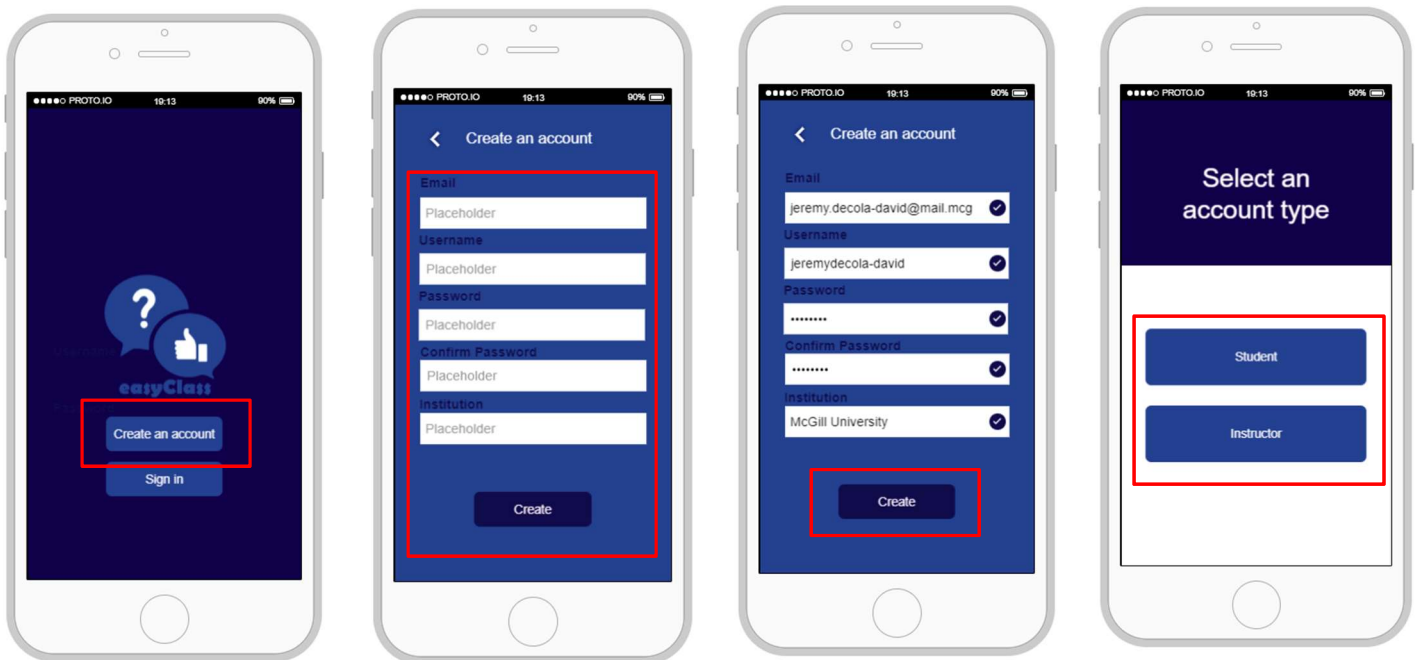 PROTO.IO 19:13 90%
Username
easyClass
Password
Create an account
Sign in
PROTO.IO 19:13 90%
Create an account
Email
Placeholder
Username
Placeholder
Password
Placeholder
Confirm Password
Placeholder
Institution
Placeholder
Create
PROTO.IO 19:13 90%
Create an account
Email
jeremy.decola-david@mail.mcg
Username
jeremydecola-david
Password
••••••••
Confirm Password
••••••••
Institution
McGill University
Create
PROTO.IO 19:13 90%
Select an
account type
Student
Instructor